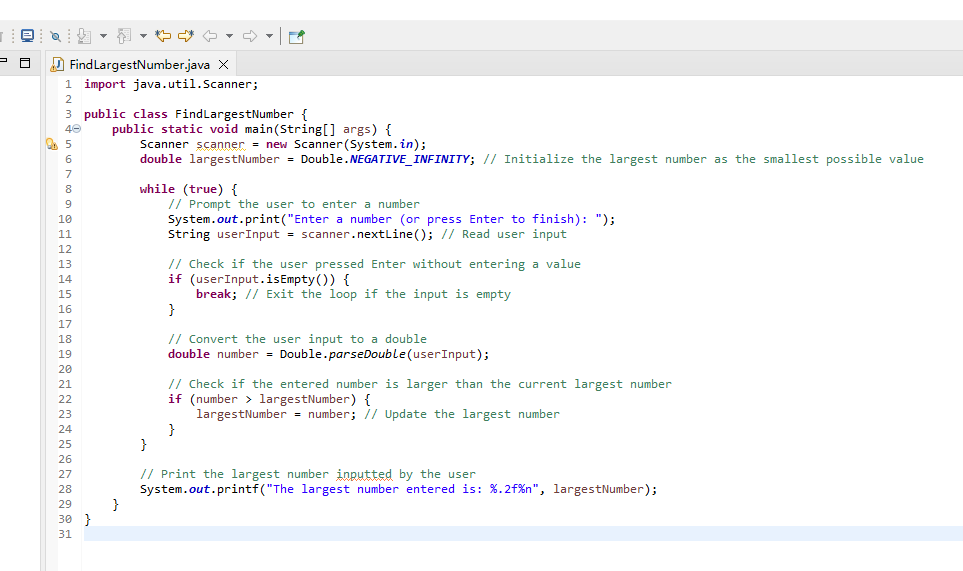 FindLargestNumber.java
1 import java.util.Scanner;
2
3 public class FindLargestNumber {
4 public static void main(String[] args) {
5 Scanner scanner = new Scanner(System.in);
6 double largestNumber = Double.NEGATIVE_INFINITY; // Initialize the largest number as the smallest possible value
7
8 while (true) {
9 // Prompt the user to enter a number
10 System.out.print("Enter a number (or press Enter to finish): ");
11 String userInput = scanner.nextLine(); // Read user input
12
13 // Check if the user pressed Enter without entering a value
14 if (userInput.isEmpty()) {
15 break; // Exit the loop if the input is empty
16 }
17
18 // Convert the user input to a double
19 double number = Double.parseDouble(userInput);
20
21 // Check if the entered number is larger than the current largest number
22 if (number > largestNumber) {
23 largestNumber = number; // Update the largest number
24 }
25 }
26
27 // Print the largest number inputted by the user
28 System.out.printf("The largest number entered is: %.2f%n", largestNumber);
29 }
30 }
31